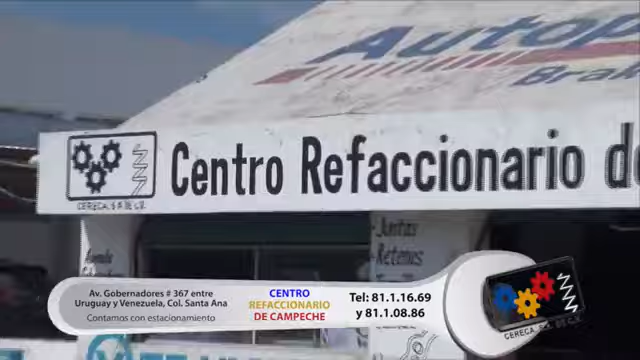 Autop
Brak
Centro Refaccionario de
CERECA, S.A. DE C.V.
Juntas
Retenes
Av. Gobernadores # 367 entre
Uruguay y Venezuela, Col. Santa Ana
Contamos con estacionamiento
CENTRO
REFACCIONARIO
DE CAMPECHE
Tel: 81.1.16.69
y 81.1.08.86
CERECA, S.A. DE C.V.